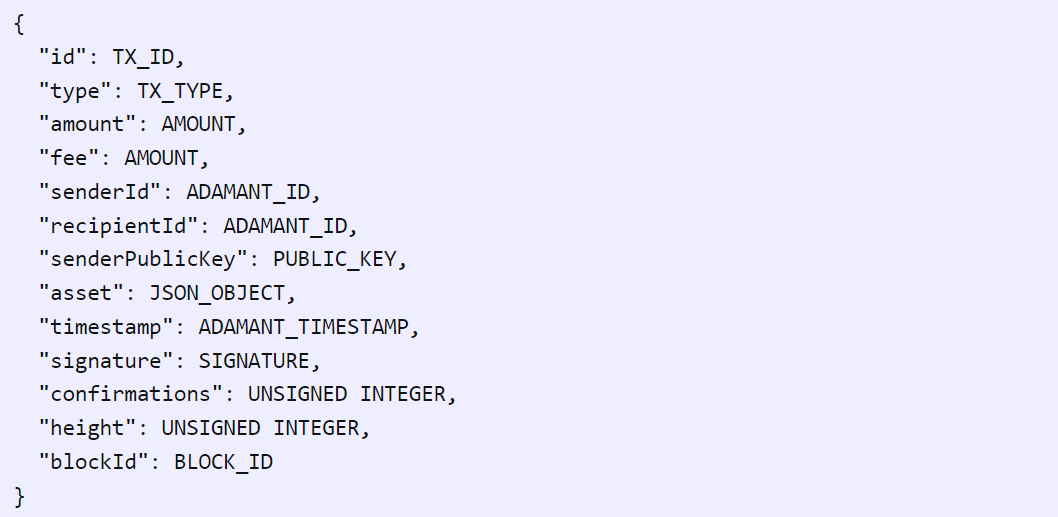 {
  "id": TX_ID,
  "type": TX_TYPE,
  "amount": AMOUNT,
  "fee": AMOUNT,
  "senderId": ADAMANT_ID,
  "recipientId": ADAMANT_ID,
  "senderPublicKey": PUBLIC_KEY,
  "asset": JSON_OBJECT,
  "timestamp": ADAMANT_TIMESTAMP,
  "signature": SIGNATURE,
  "confirmations": UNSIGNED INTEGER,
  "height": UNSIGNED INTEGER,
  "blockId": BLOCK_ID
}